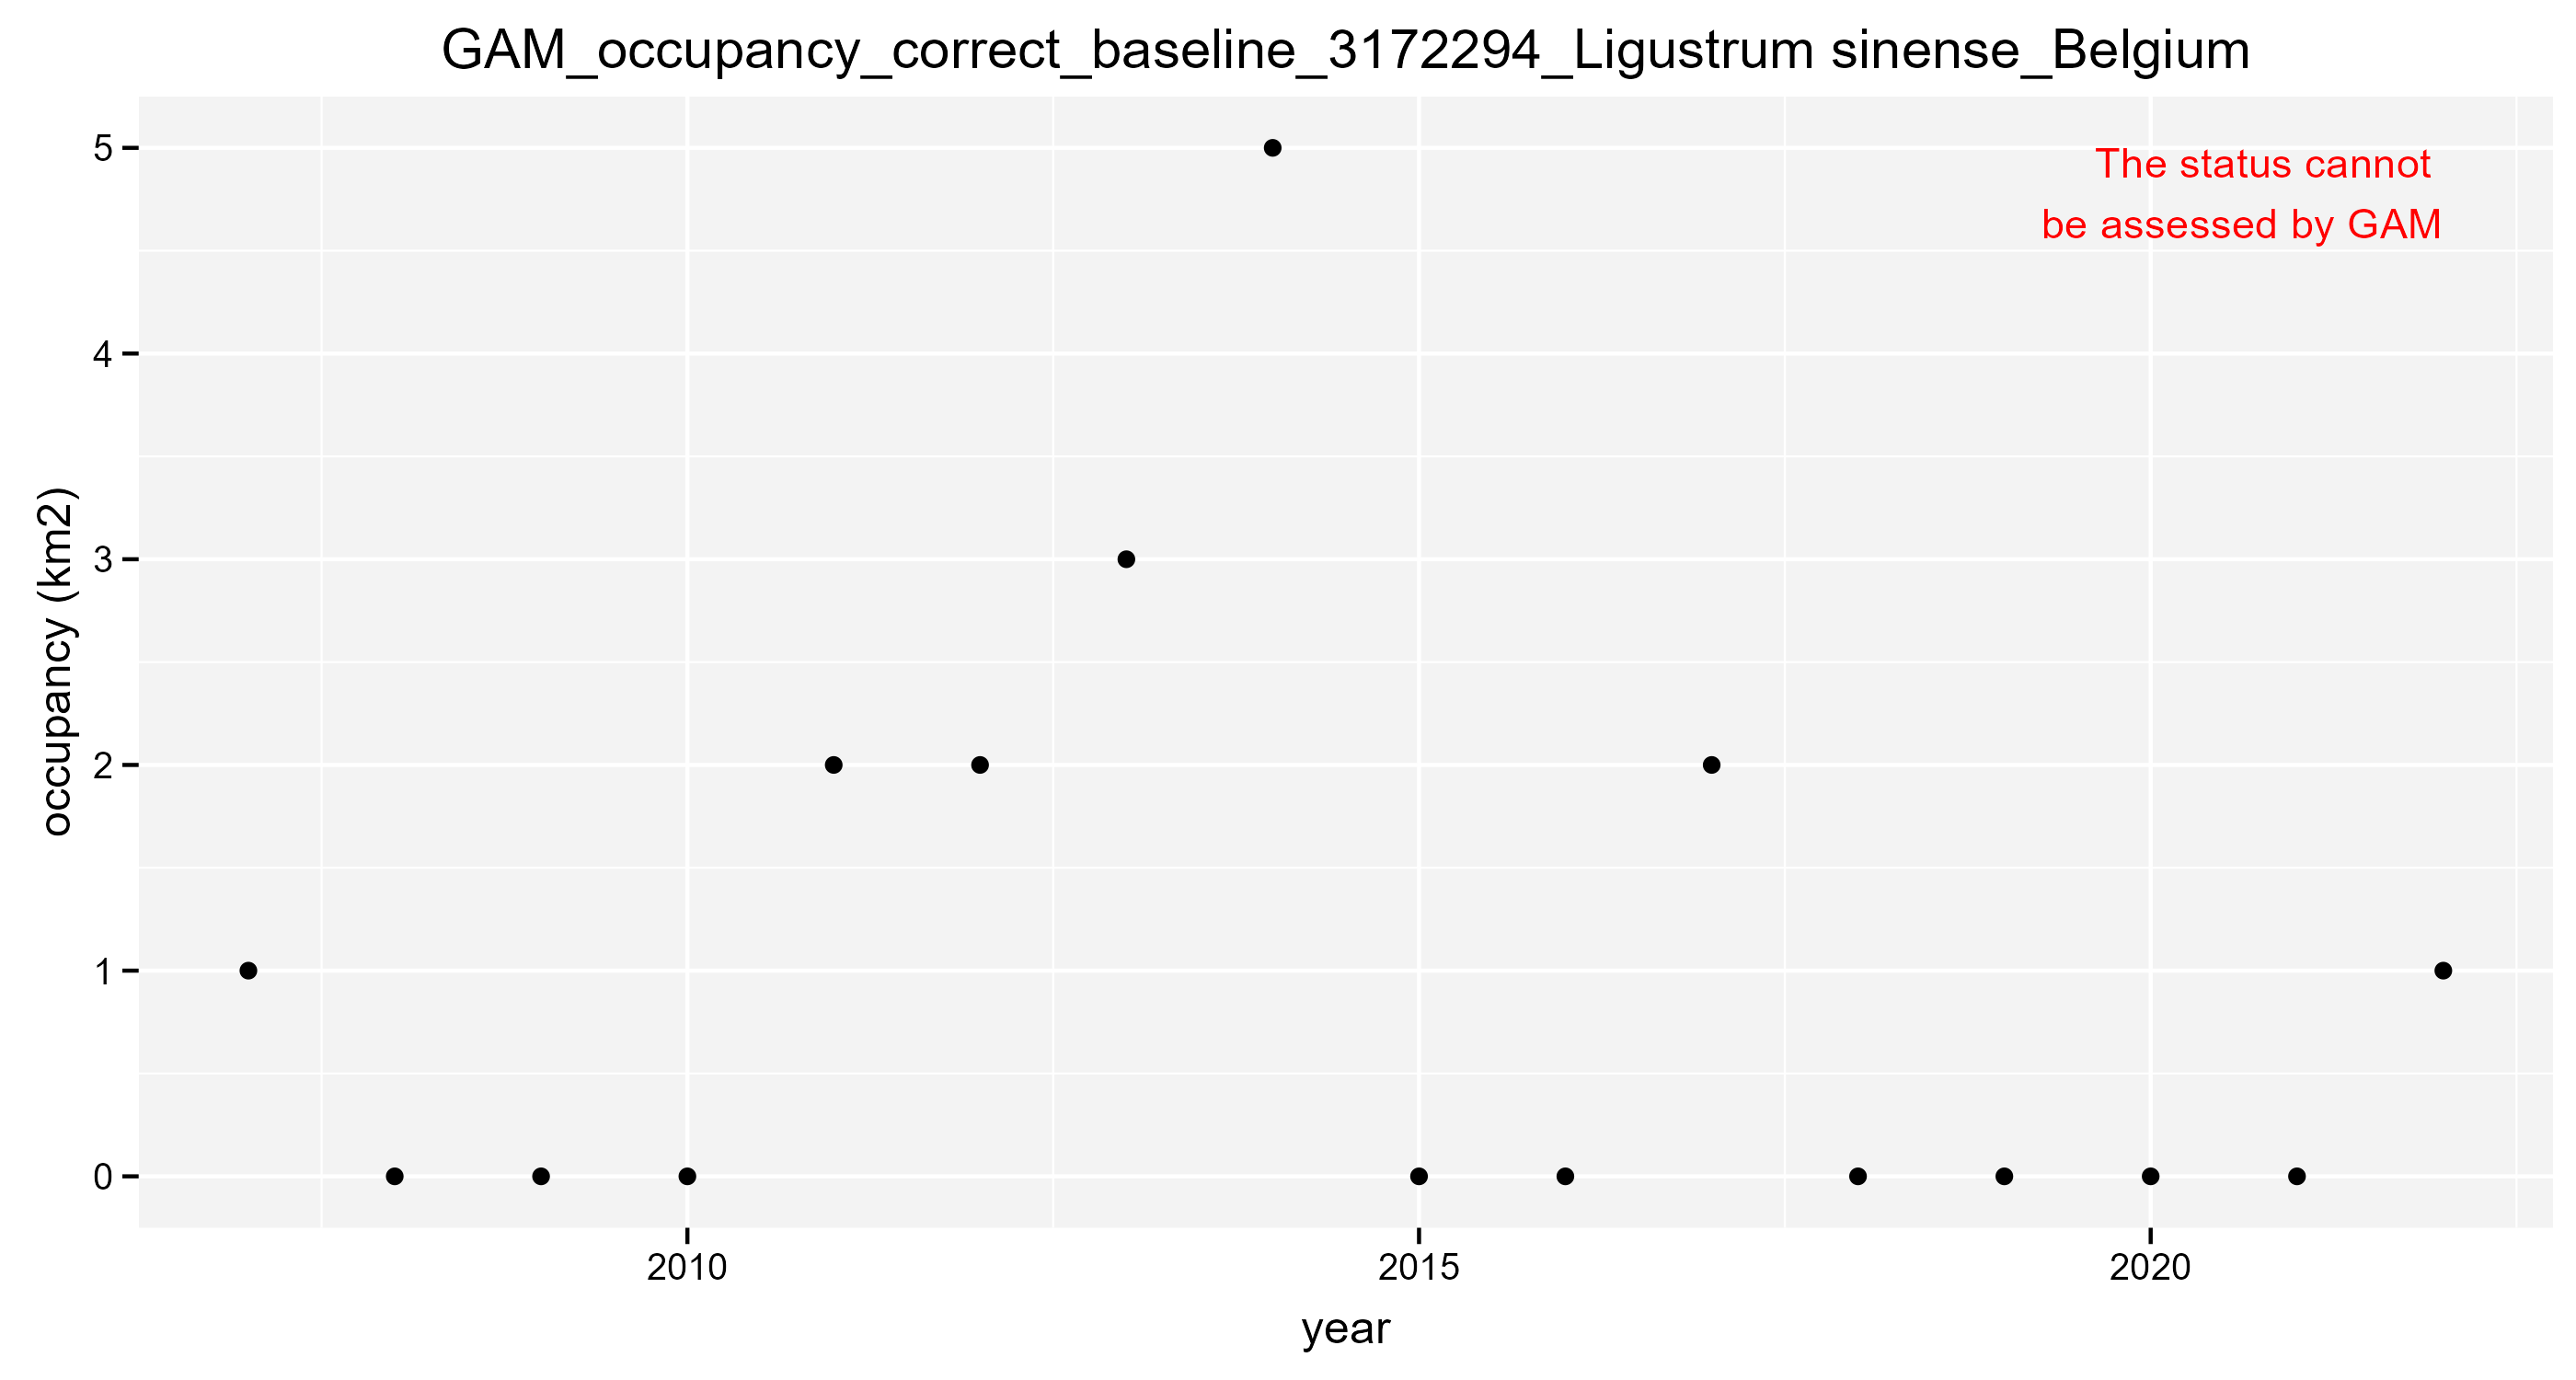 GAM_occupancy_correct_baseline_3172294_Ligustrum sinense_Belgium
The status cannot
be assessed by GAM
occupancy (km2)
5
4
3
2
1
0
2010
2015
2020
year